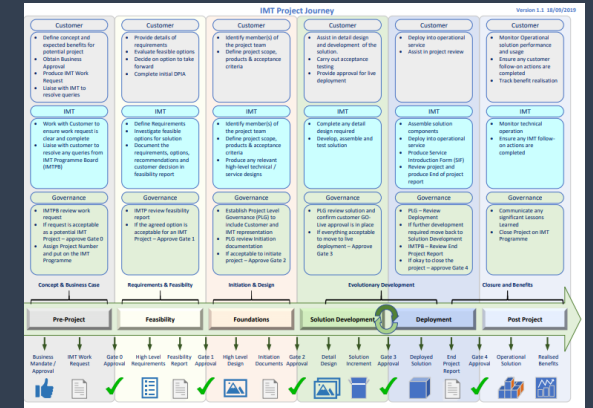 IMT Project Journey
Version 1.1 18/09/2019
Customer
• Define concept and
expected benefits for
potential project
• Obtain Business
Approval
• Produce IMT Work
Request
• Liaise with IMT to
resolve queries
Customer
• Provide details of
requirements
• Evaluate feasible options
• Decide on option to take
forward
• Complete initial DPIA
Customer
• Identify member(s) of
the project team
• Define project scope,
products & acceptance
criteria
Customer
• Assist in detail design
and development of the
solution.
• Carry out acceptance
testing
• Provide approval for live
deployment
Customer
• Deploy into operational
service
• Assist in project review
Customer
• Monitor Operational
solution performance
and usage
• Ensure any customer
follow-on actions are
completed
• Track benefit realisation
IMT
• Work with Customer to
ensure work request is
clear and complete
• Liaise with customer to
resolve any queries from
IMT Programme Board
(IMTPB)
IMT
• Define Requirements
• Investigate feasible
options for solution
• Document the
requirements, options,
recommendations and
customer decision in
feasibility report
IMT
• Identify member(s) of
the project team
• Define project scope,
products & acceptance
criteria
• Produce any relevant
high-level technical /
service designs
IMT
• Complete any detail
design required
• Develop, assemble and
test solution
IMT
• Assemble solution
components
• Deploy into operational
service
• Produce Service
Introduction Form (SIF)
• Review project and
produce End of project
report
IMT
• Monitor technical
operation
• Ensure any IMT follow-
on actions are
completed
Governance
• IMTPB review work
request
• If request is acceptable
as a potential IMT
Project – approve Gate 0
• Assign Project Number
and put on the IMT
Programme
Governance
• IMTP review feasibility
report
• If the agreed option is
acceptable for an IMT
Project – Approve Gate 1
Governance
• Establish Project Level
Governance (PLG) to
include Customer and
IMT representation
• PLG review Initiation
documentation
• If acceptable to initiate
project - approve Gate 2
Governance
• PLG review solution and
confirm customer GO-
Live approval is in place
• If everything acceptable
to move to live
deployment – Approve
Gate 3
Governance
• PLG – Review
Deployment
• If further development
required move back to
Solution Development
• IMTPB – Review End
Project Report
• If okay to close the
project – approve Gate 4
Governance
• Communicate any
significant Lessons
Learned
• Close Project on IMT
Programme
Concept & Business Case
Requirements & Feasibilty
Initiation & Design
Evolutionary Development
Closure and Benefits
Pre-Project
Feasibility
Foundations
Solution Development
Deployment
Post Project
Business
Mandate /
Approval
IMT Work
Request
Gate 0
Approval
High Level
Requirements
Feasibility
Report
Gate 1
Approval
High Level
Design
Initiation
Documents
Gate 2
Approval
Detail
Design
Solution
Increment
Gate 3
Approval
Deployed
Solution
End
Project
Report
Gate 4
Approval
Operational
Solution
Realised
Benefits